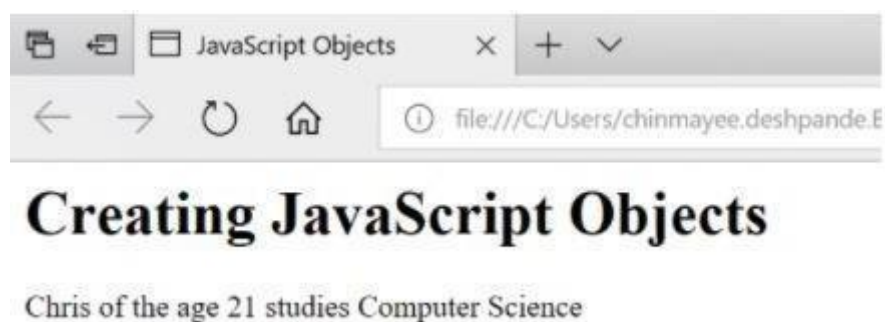 JavaScript Objects
file:///C:/Users/chinmayee.deshpande.E
Creating JavaScript Objects
Chris of the age 21 studies Computer Science